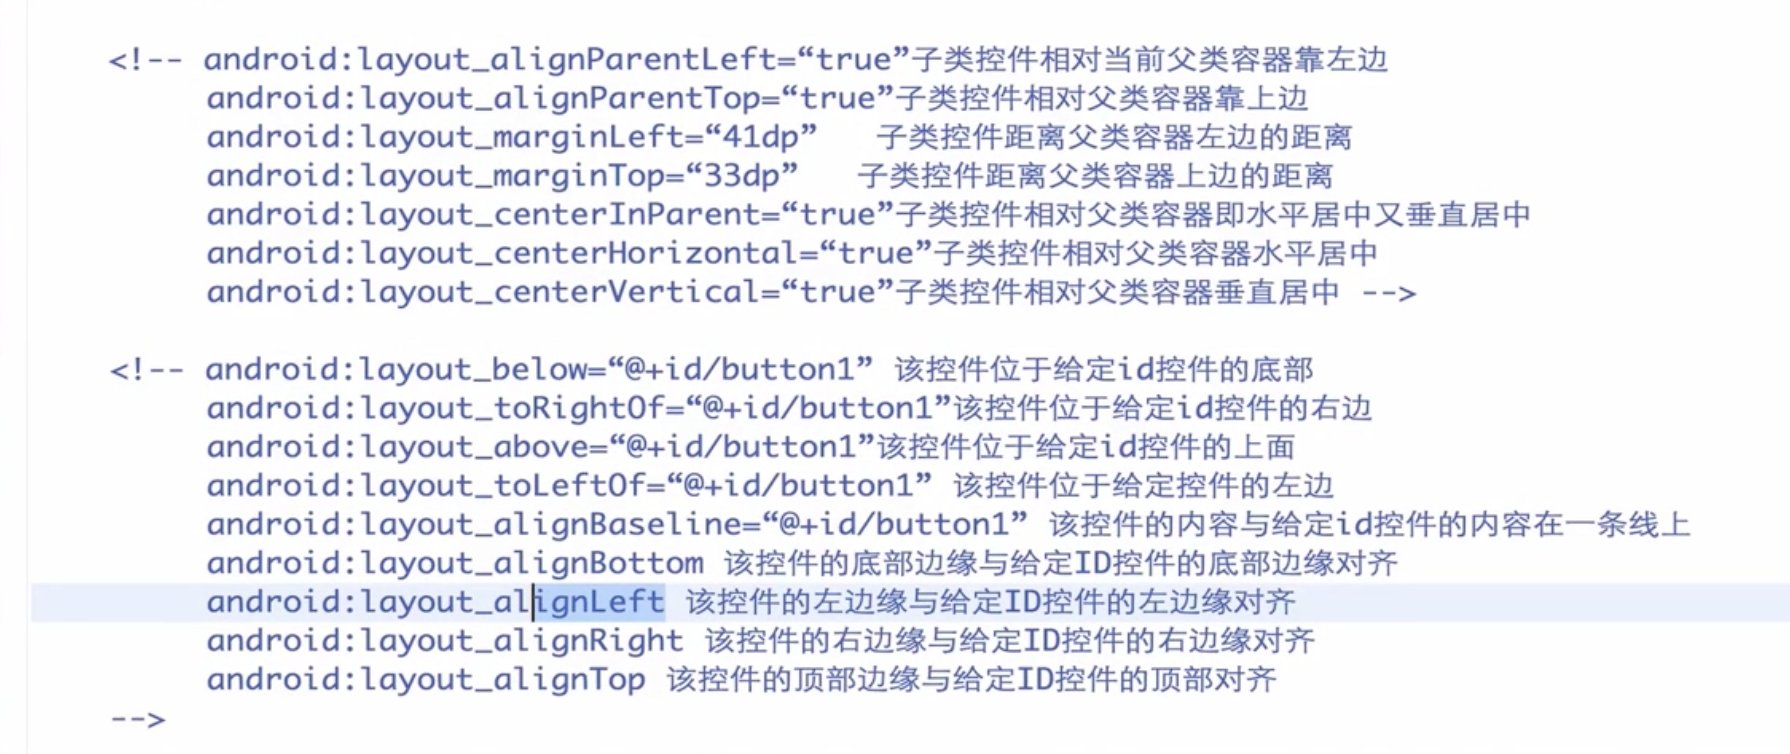 <!-- android:layout_alignParentLeft=“true”子类控件相对当前父类容器靠左边
android:layout_alignParentTop=“true”子类控件相对父类容器靠上边
android:layout_marginLeft=“41dp”   子类控件距离父类容器左边的距离
android:layout_marginTop=“33dp”   子类控件距离父类容器上边的距离
android:layout_centerInParent=“true”子类控件相对父类容器即水平居中又垂直居中
android:layout_centerHorizontal=“true”子类控件相对父类容器水平居中
android:layout_centerVertical=“true”子类控件相对父类容器垂直居中 -->
<!-- android:layout_below=“@+id/button1” 该控件位于给定id控件的底部
android:layout_toRightOf=“@+id/button1”该控件位于给定id控件的右边
android:layout_above=“@+id/button1”该控件位于给定id控件的上面
android:layout_toLeftOf=“@+id/button1” 该控件位于给定控件的左边
android:layout_alignBaseline=“@+id/button1” 该控件的内容与给定id控件的内容在一条线上
android:layout_alignBottom 该控件的底部边缘与给定ID控件的底部边缘对齐
android:layout_alignLeft 该控件的左边缘与给定ID控件的左边缘对齐
android:layout_alignRight 该控件的右边缘与给定ID控件的右边缘对齐
android:layout_alignTop 该控件的顶部边缘与给定ID控件的顶部对齐
-->